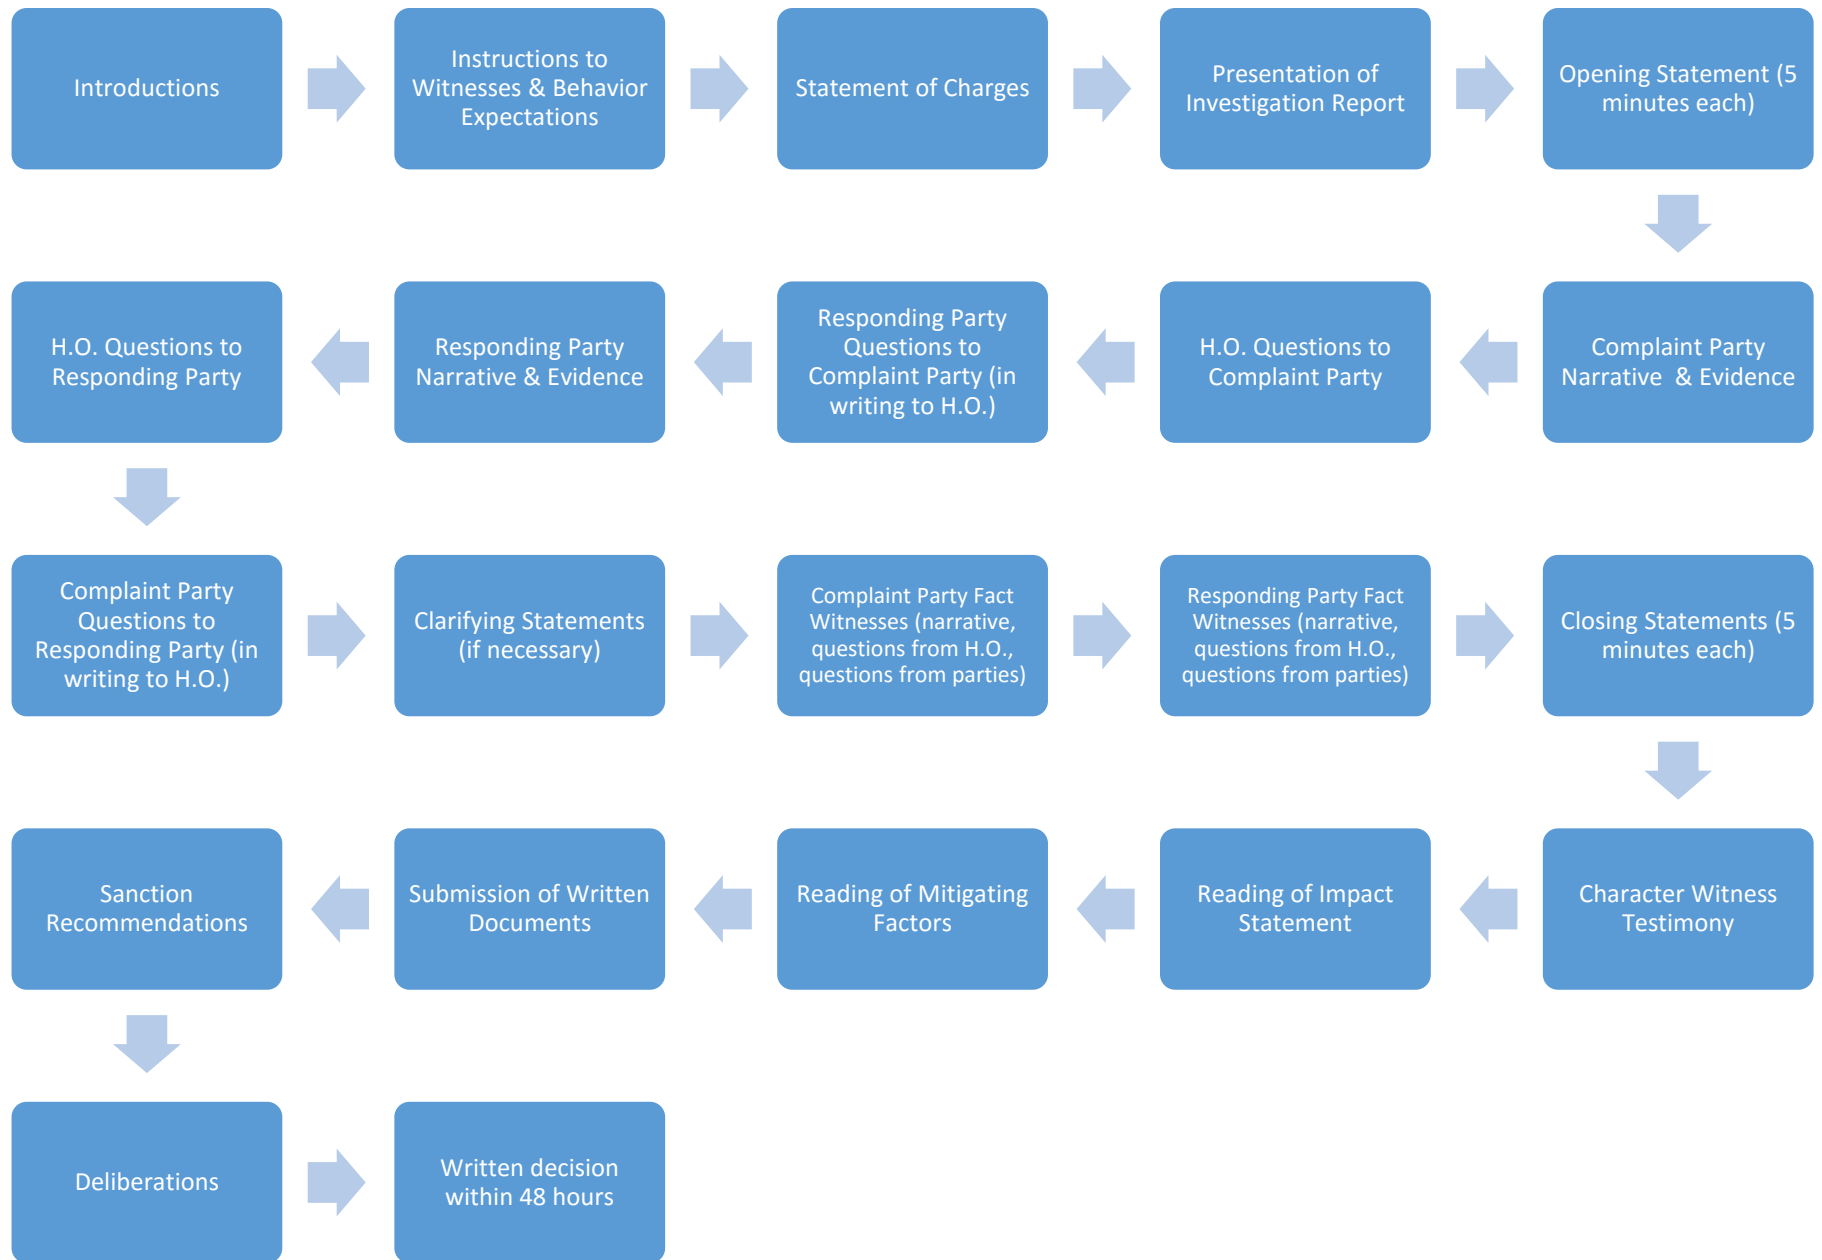 Introductions
Instructions to
Witnesses & Behavior
Expectations
Statement of Charges
Presentation of
Investigation Report
Opening Statement (5
minutes each)
Complaint Party
Narrative & Evidence
H.O. Questions to
Complaint Party
Responding Party
Questions to
Complaint Party (in
writing to H.O.)
Responding Party
Narrative & Evidence
H.O. Questions to
Responding Party
Complaint Party
Questions to
Responding Party (in
writing to H.O.)
Clarifying Statements
(if necessary)
Complaint Party Fact
Witnesses (narrative,
questions from H.O.,
questions from parties)
Responding Party Fact
Witnesses (narrative,
questions from H.O.,
questions from parties)
Closing Statements (5
minutes each)
Character Witness
Testimony
Reading of Impact
Statement
Reading of Mitigating
Factors
Submission of Written
Documents
Sanction
Recommendations
Deliberations
Written decision
within 48 hours